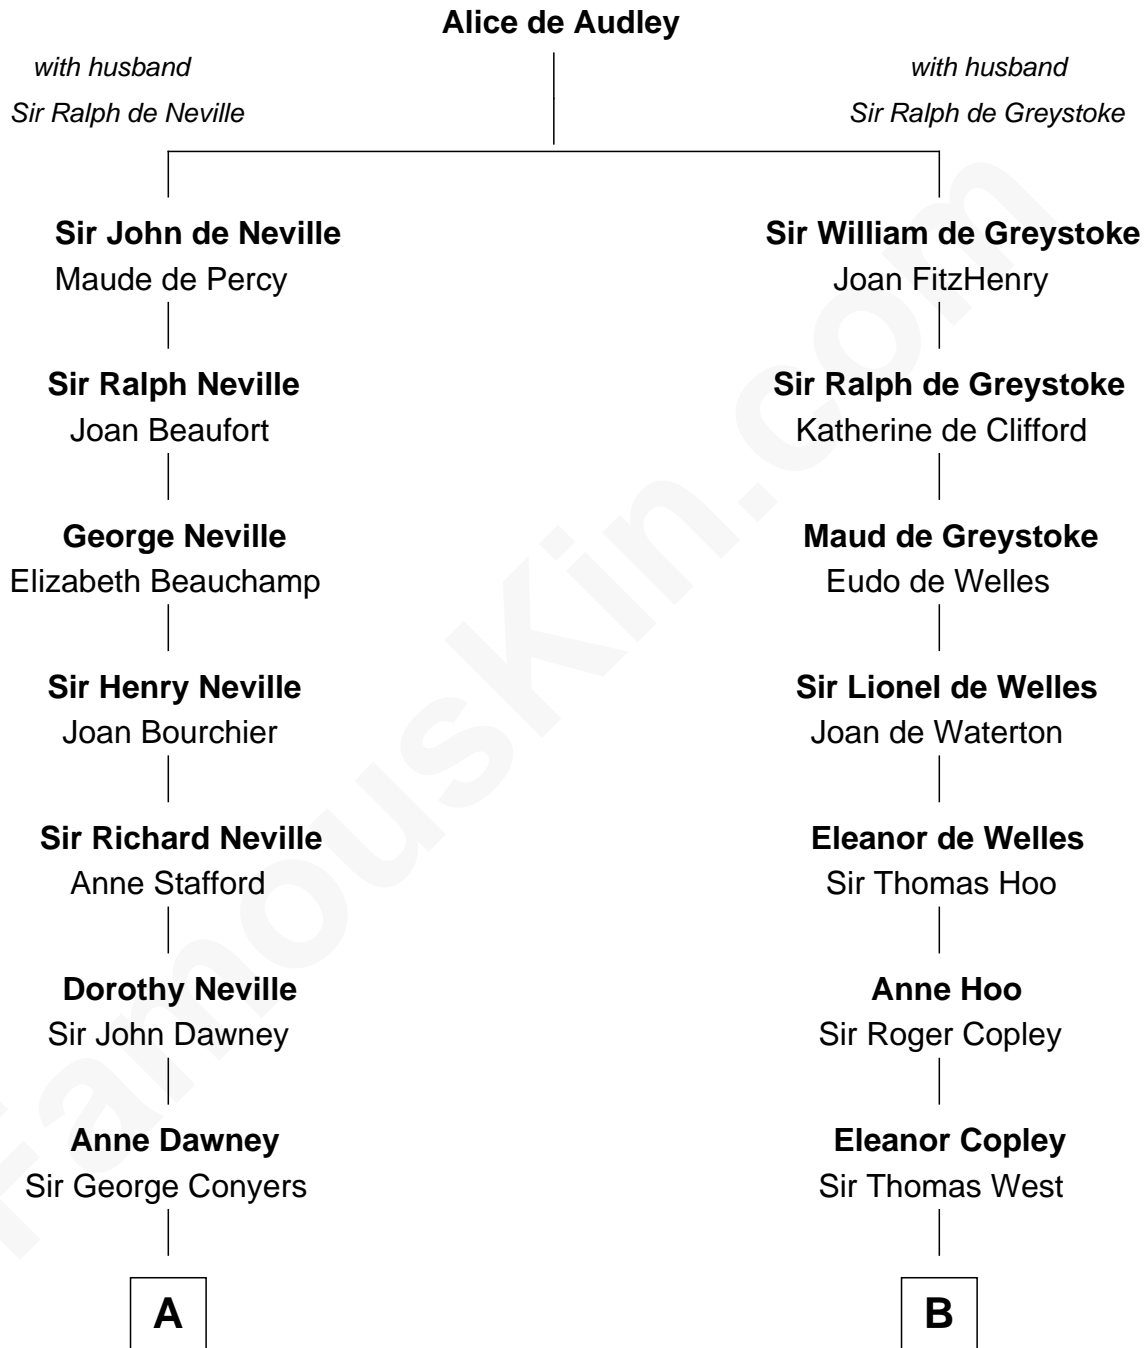 Alice de Audley
with husband
Sir Ralph de Neville
with husband
Sir Ralph de Greystoke
Sir John de Neville
Maude de Percy
Sir William de Greystoke
Joan FitzHenry
Sir Ralph Neville
Joan Beaufort
Sir Ralph de Greystoke
Katherine de Clifford
George Neville
Elizabeth Beauchamp
Maud de Greystoke
Eudo de Welles
Sir Henry Neville
Joan Bourchier
Sir Lionel de Welles
Joan de Waterton
Sir Richard Neville
Anne Stafford
Eleanor de Welles
Sir Thomas Hoo
Dorothy Neville
Sir John Dawney
Anne Hoo
Sir Roger Copley
Anne Dawney
Sir George Conyers
Eleanor Copley
Sir Thomas West
A
B
FamousKin.com